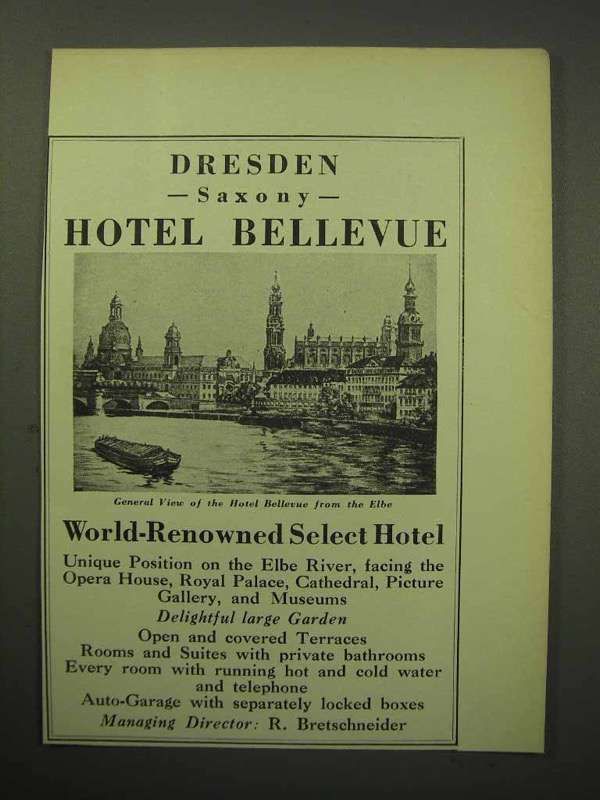 DRESDEN
— Saxony —
HOTEL BELLEVUE
General View of the Hotel Bellevue from the Elbe
World-Renowned Select Hotel
Unique Position on the Elbe River, facing the
Opera House, Royal Palace, Cathedral, Picture
Gallery, and Museums
Delightful large Garden
Open and covered Terraces
Rooms and Suites with private bathrooms
Every room with running hot and cold water
and telephone
Auto-Garage with separately locked boxes
Managing Director: R. Bretschneider